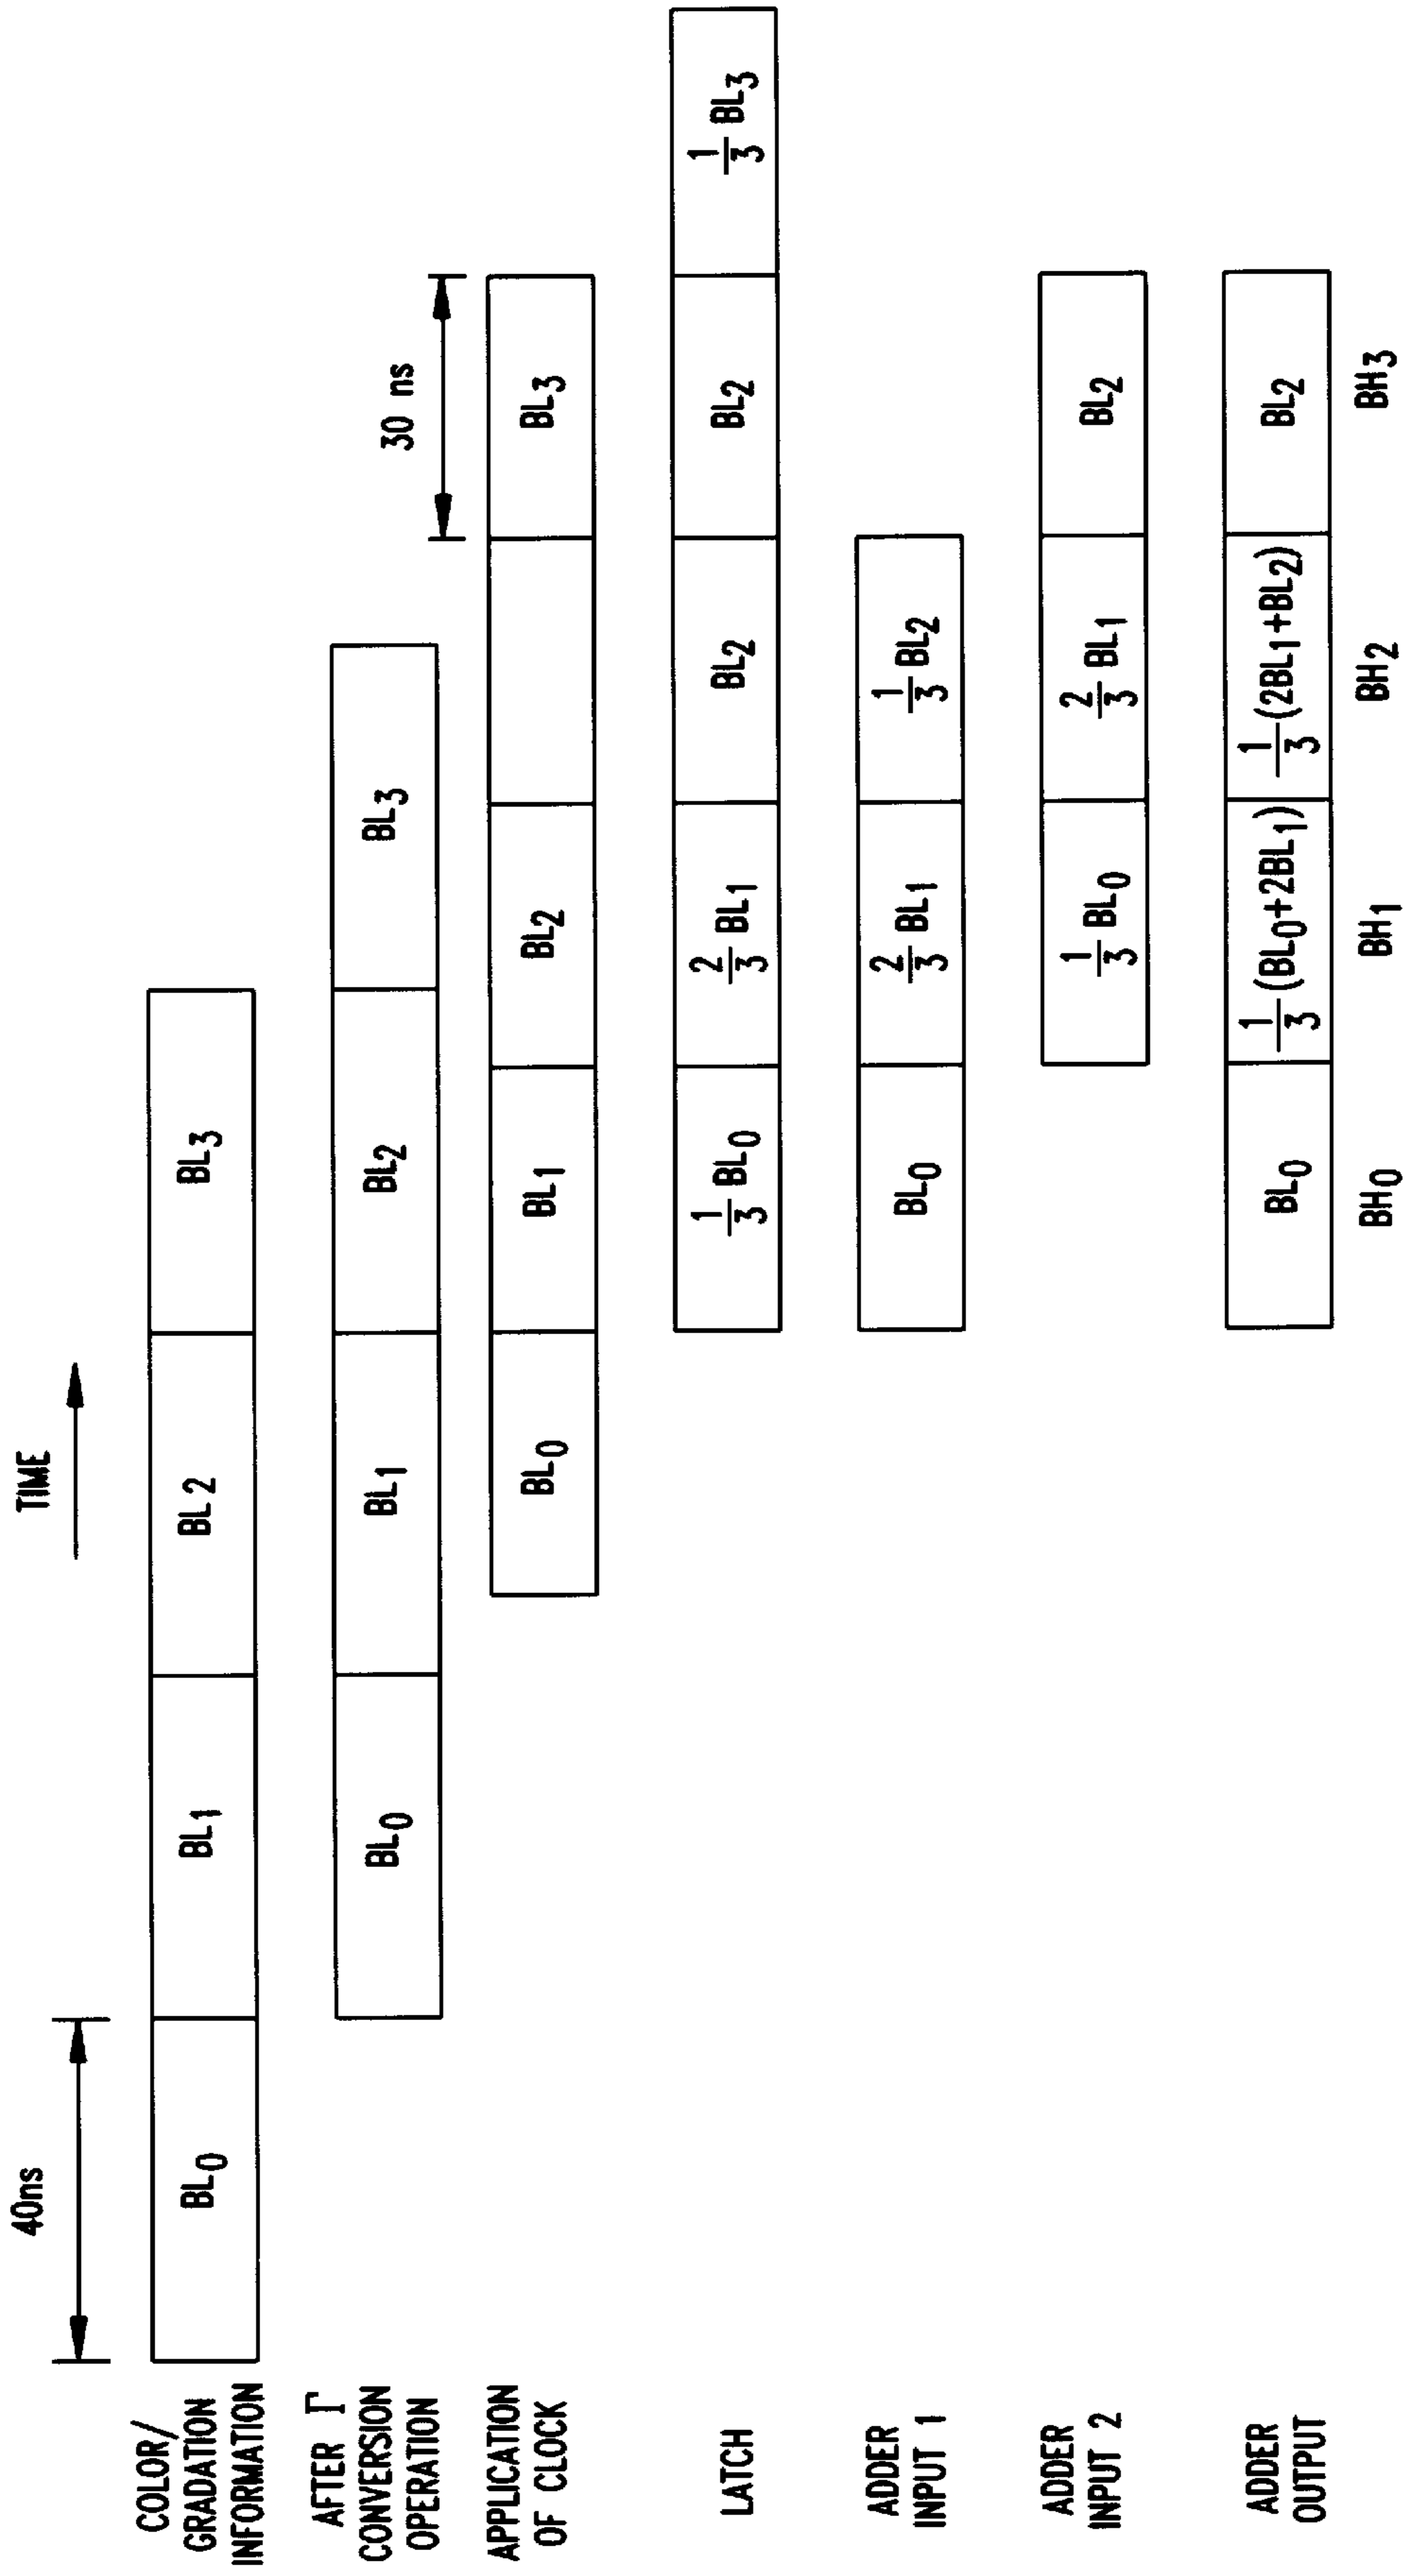 TIME
40ns
COLOR/
GRADATION
INFORMATION
BL0 BL1 BL2 BL3
AFTER Γ
CONVERSION
OPERATION
BL0 BL1 BL2 BL3
30 ns
APPLICATION
OF CLOCK
BL0 BL1 BL2 BL3
LATCH
1/3 BL0 2/3 BL1 BL2 BL2 1/3 BL3
ADDER
INPUT 1
BL0 2/3 BL1 1/3 BL2
ADDER
INPUT 2
1/3 BL0 2/3 BL1 BL2
ADDER
OUTPUT
BL0 1/3 (BL0+2BL1) 1/3 (2BL1+BL2) BL2
BH0 BH1 BH2 BH3